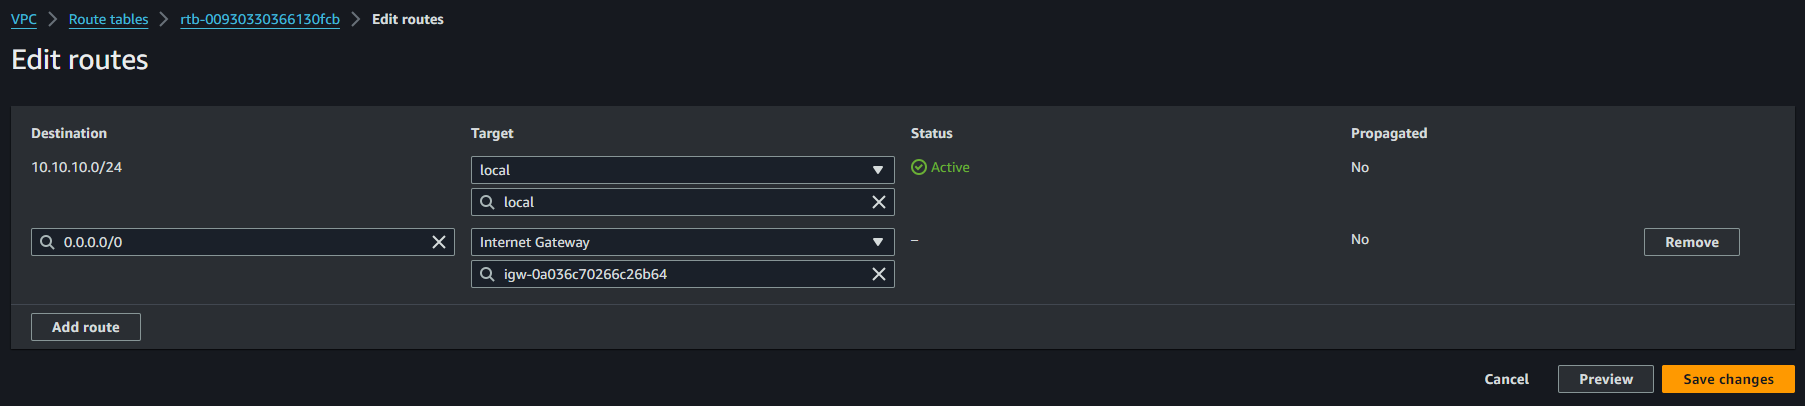 VPC > Route tables > rtb-00930330366130fcb > Edit routes
Edit routes
Destination Target Status Propagated
10.10.10.0/24 local Active No
local
0.0.0.0/0 Internet Gateway – No Remove
igw-0a036c70266c26b64
Add route
Cancel Preview Save changes